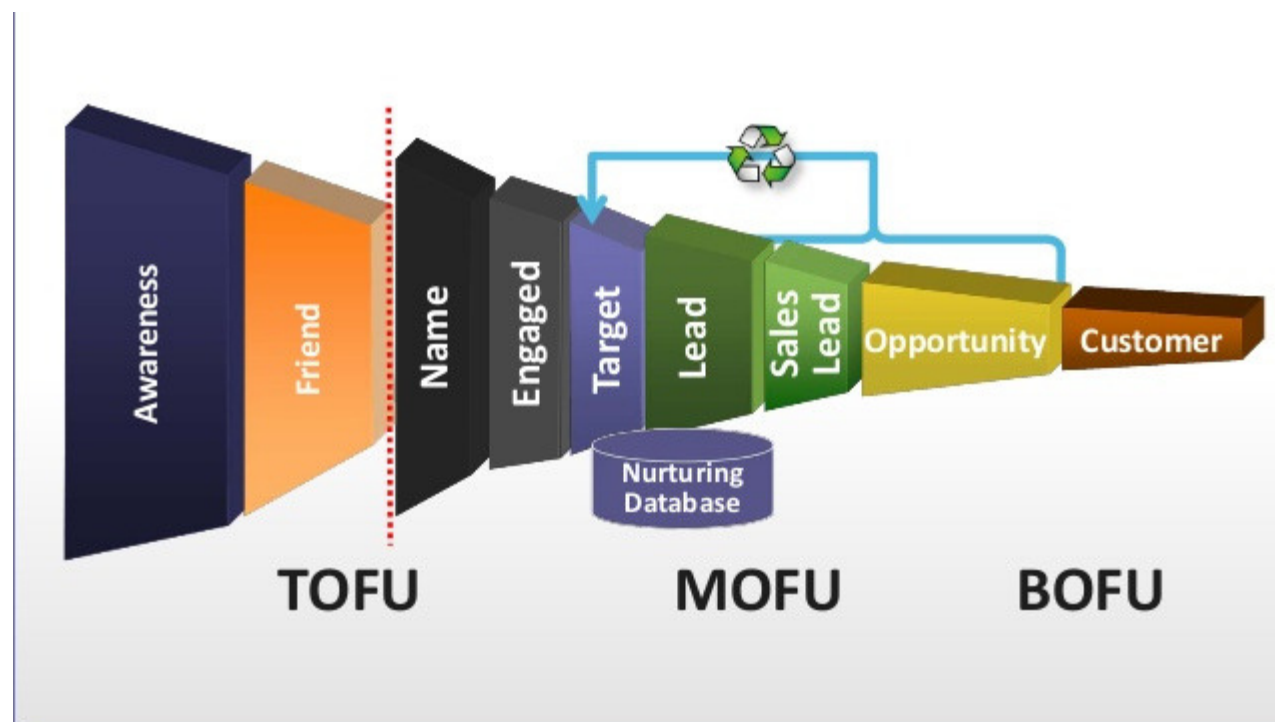 Awareness
Friend
Name
Engaged
Target
Lead
Sales
Lead
Opportunity
Customer
Nurturing
Database
TOFU
MOFU
BOFU